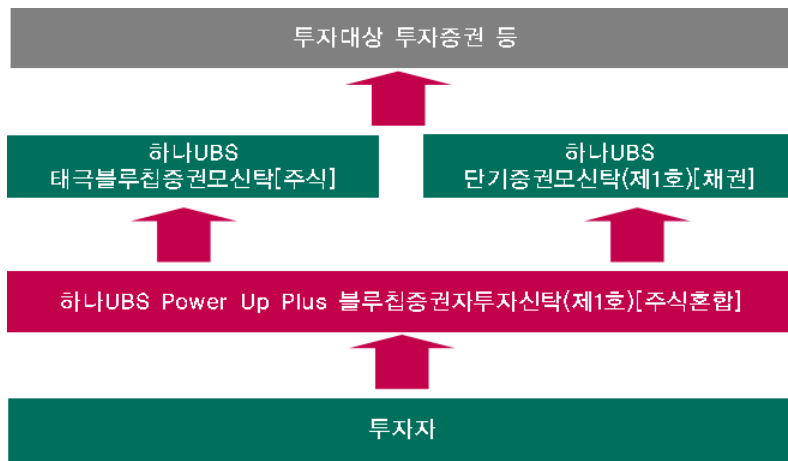 투자대상 투자증권 등
하나UBS
태극블루칩증권모신탁[주식]
하나UBS
단기증권모신탁(제1호)[채권]
하나UBS Power Up Plus 블루칩증권자투자신탁(제1호)[주식혼합]
투자자